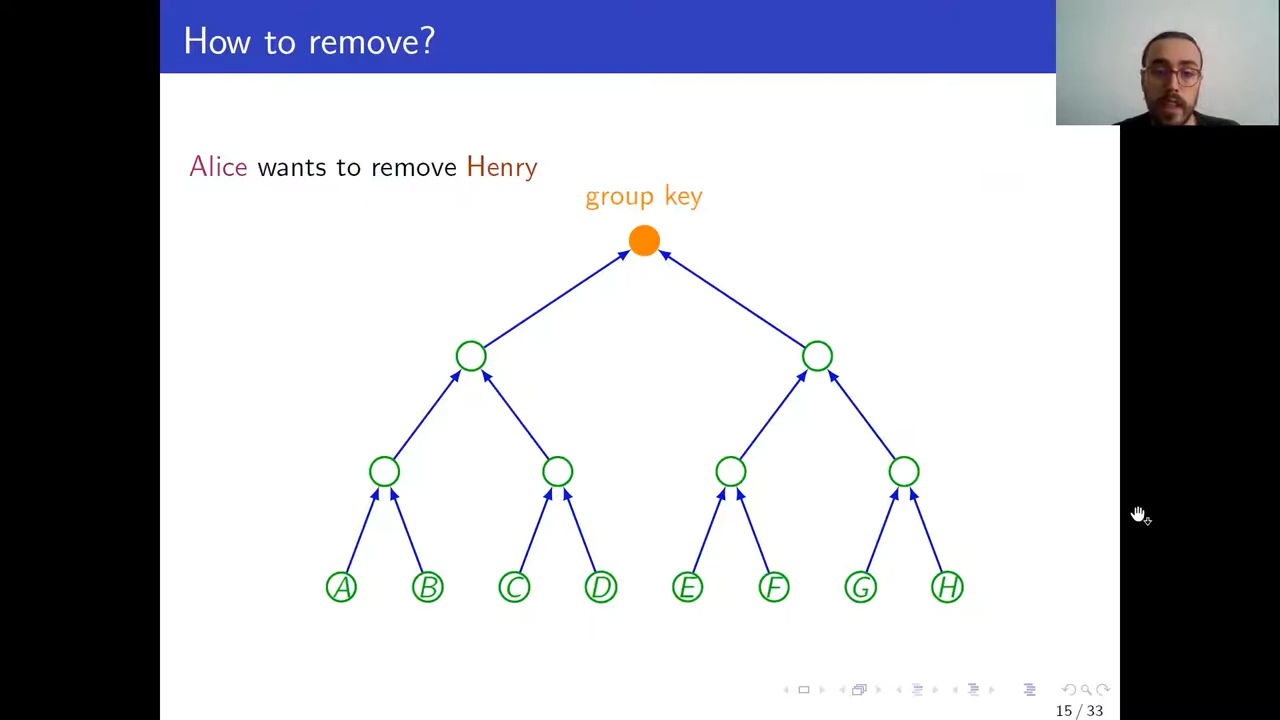 How to remove?
Alice wants to remove Henry
group key
A B C D E F G H
15 / 33